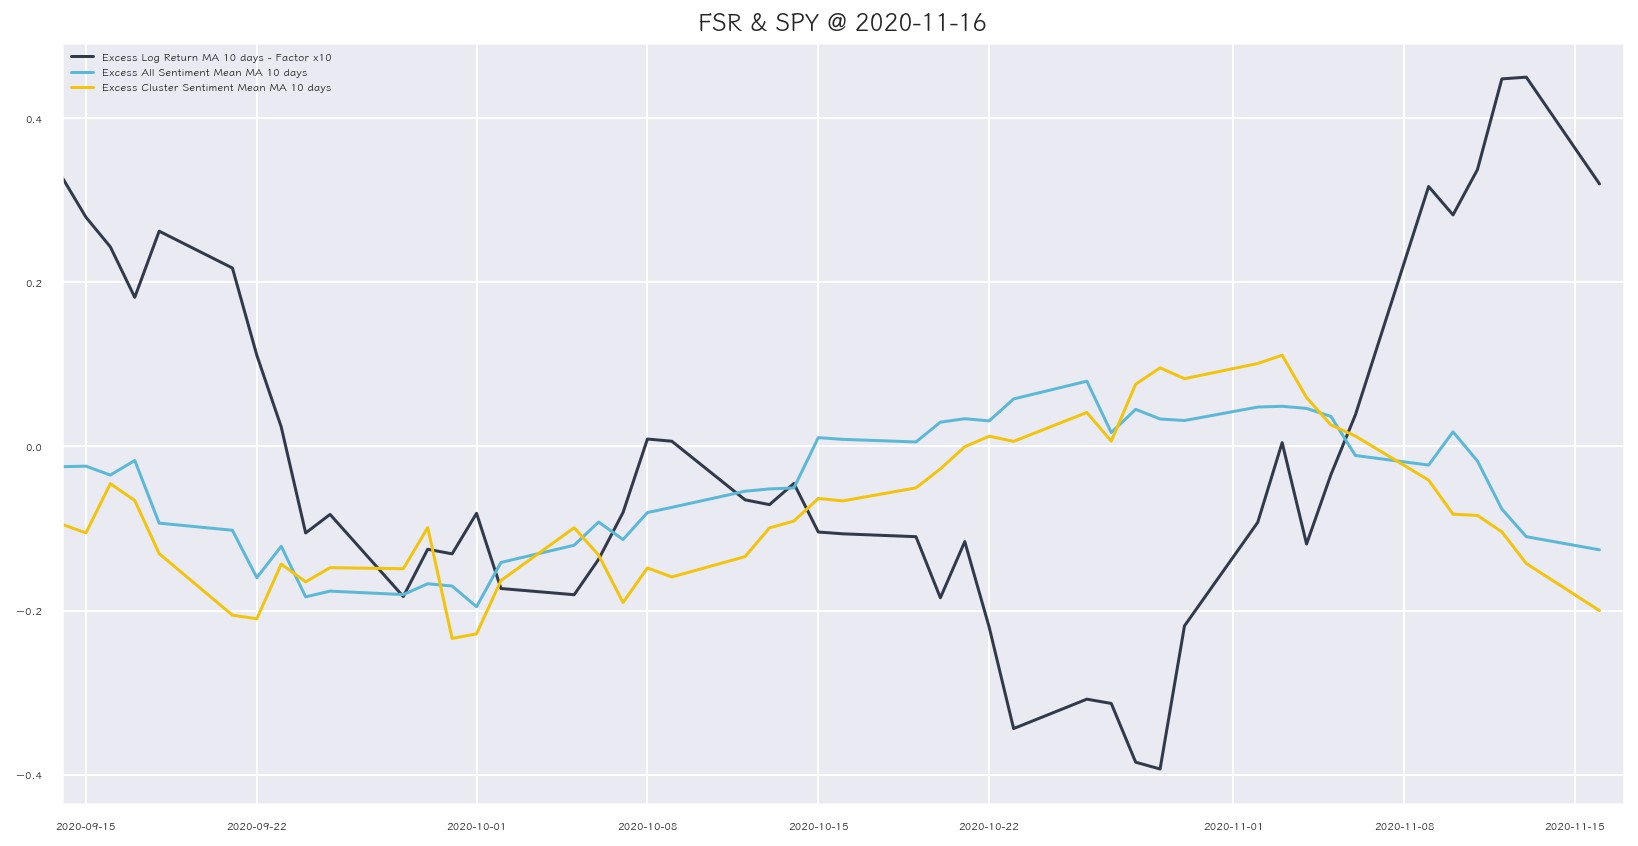 FSR & SPY @ 2020-11-16
Excess Log Return MA 10 days - Factor x10
Excess All Sentiment Mean MA 10 days
Excess Cluster Sentiment Mean MA 10 days
0.4
0.2
0.0
−0.2
−0.4
2020-09-15 2020-09-22 2020-10-01 2020-10-08 2020-10-15 2020-10-22 2020-11-01 2020-11-08 2020-11-15